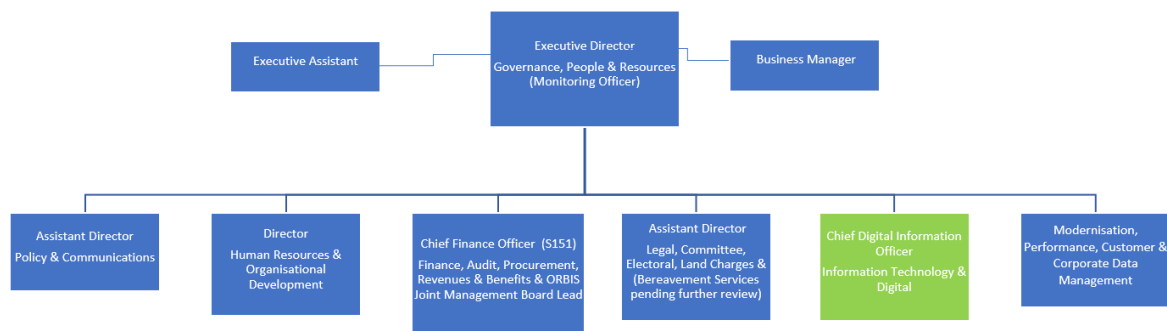 Executive Director
Governance, People & Resources
(Monitoring Officer)
Executive Assistant
Business Manager
Assistant Director
Policy & Communications
Director
Human Resources &
Organisational
Development
Chief Finance Officer (S151)
Finance, Audit, Procurement,
Revenues & Benefits & ORBIS
Joint Management Board Lead
Assistant Director
Legal, Committee,
Electoral, Land Charges &
(Bereavement Services
pending further review)
Chief Digital Information
Officer
Information Technology &
Digital
Modernisation,
Performance, Customer &
Corporate Data
Management